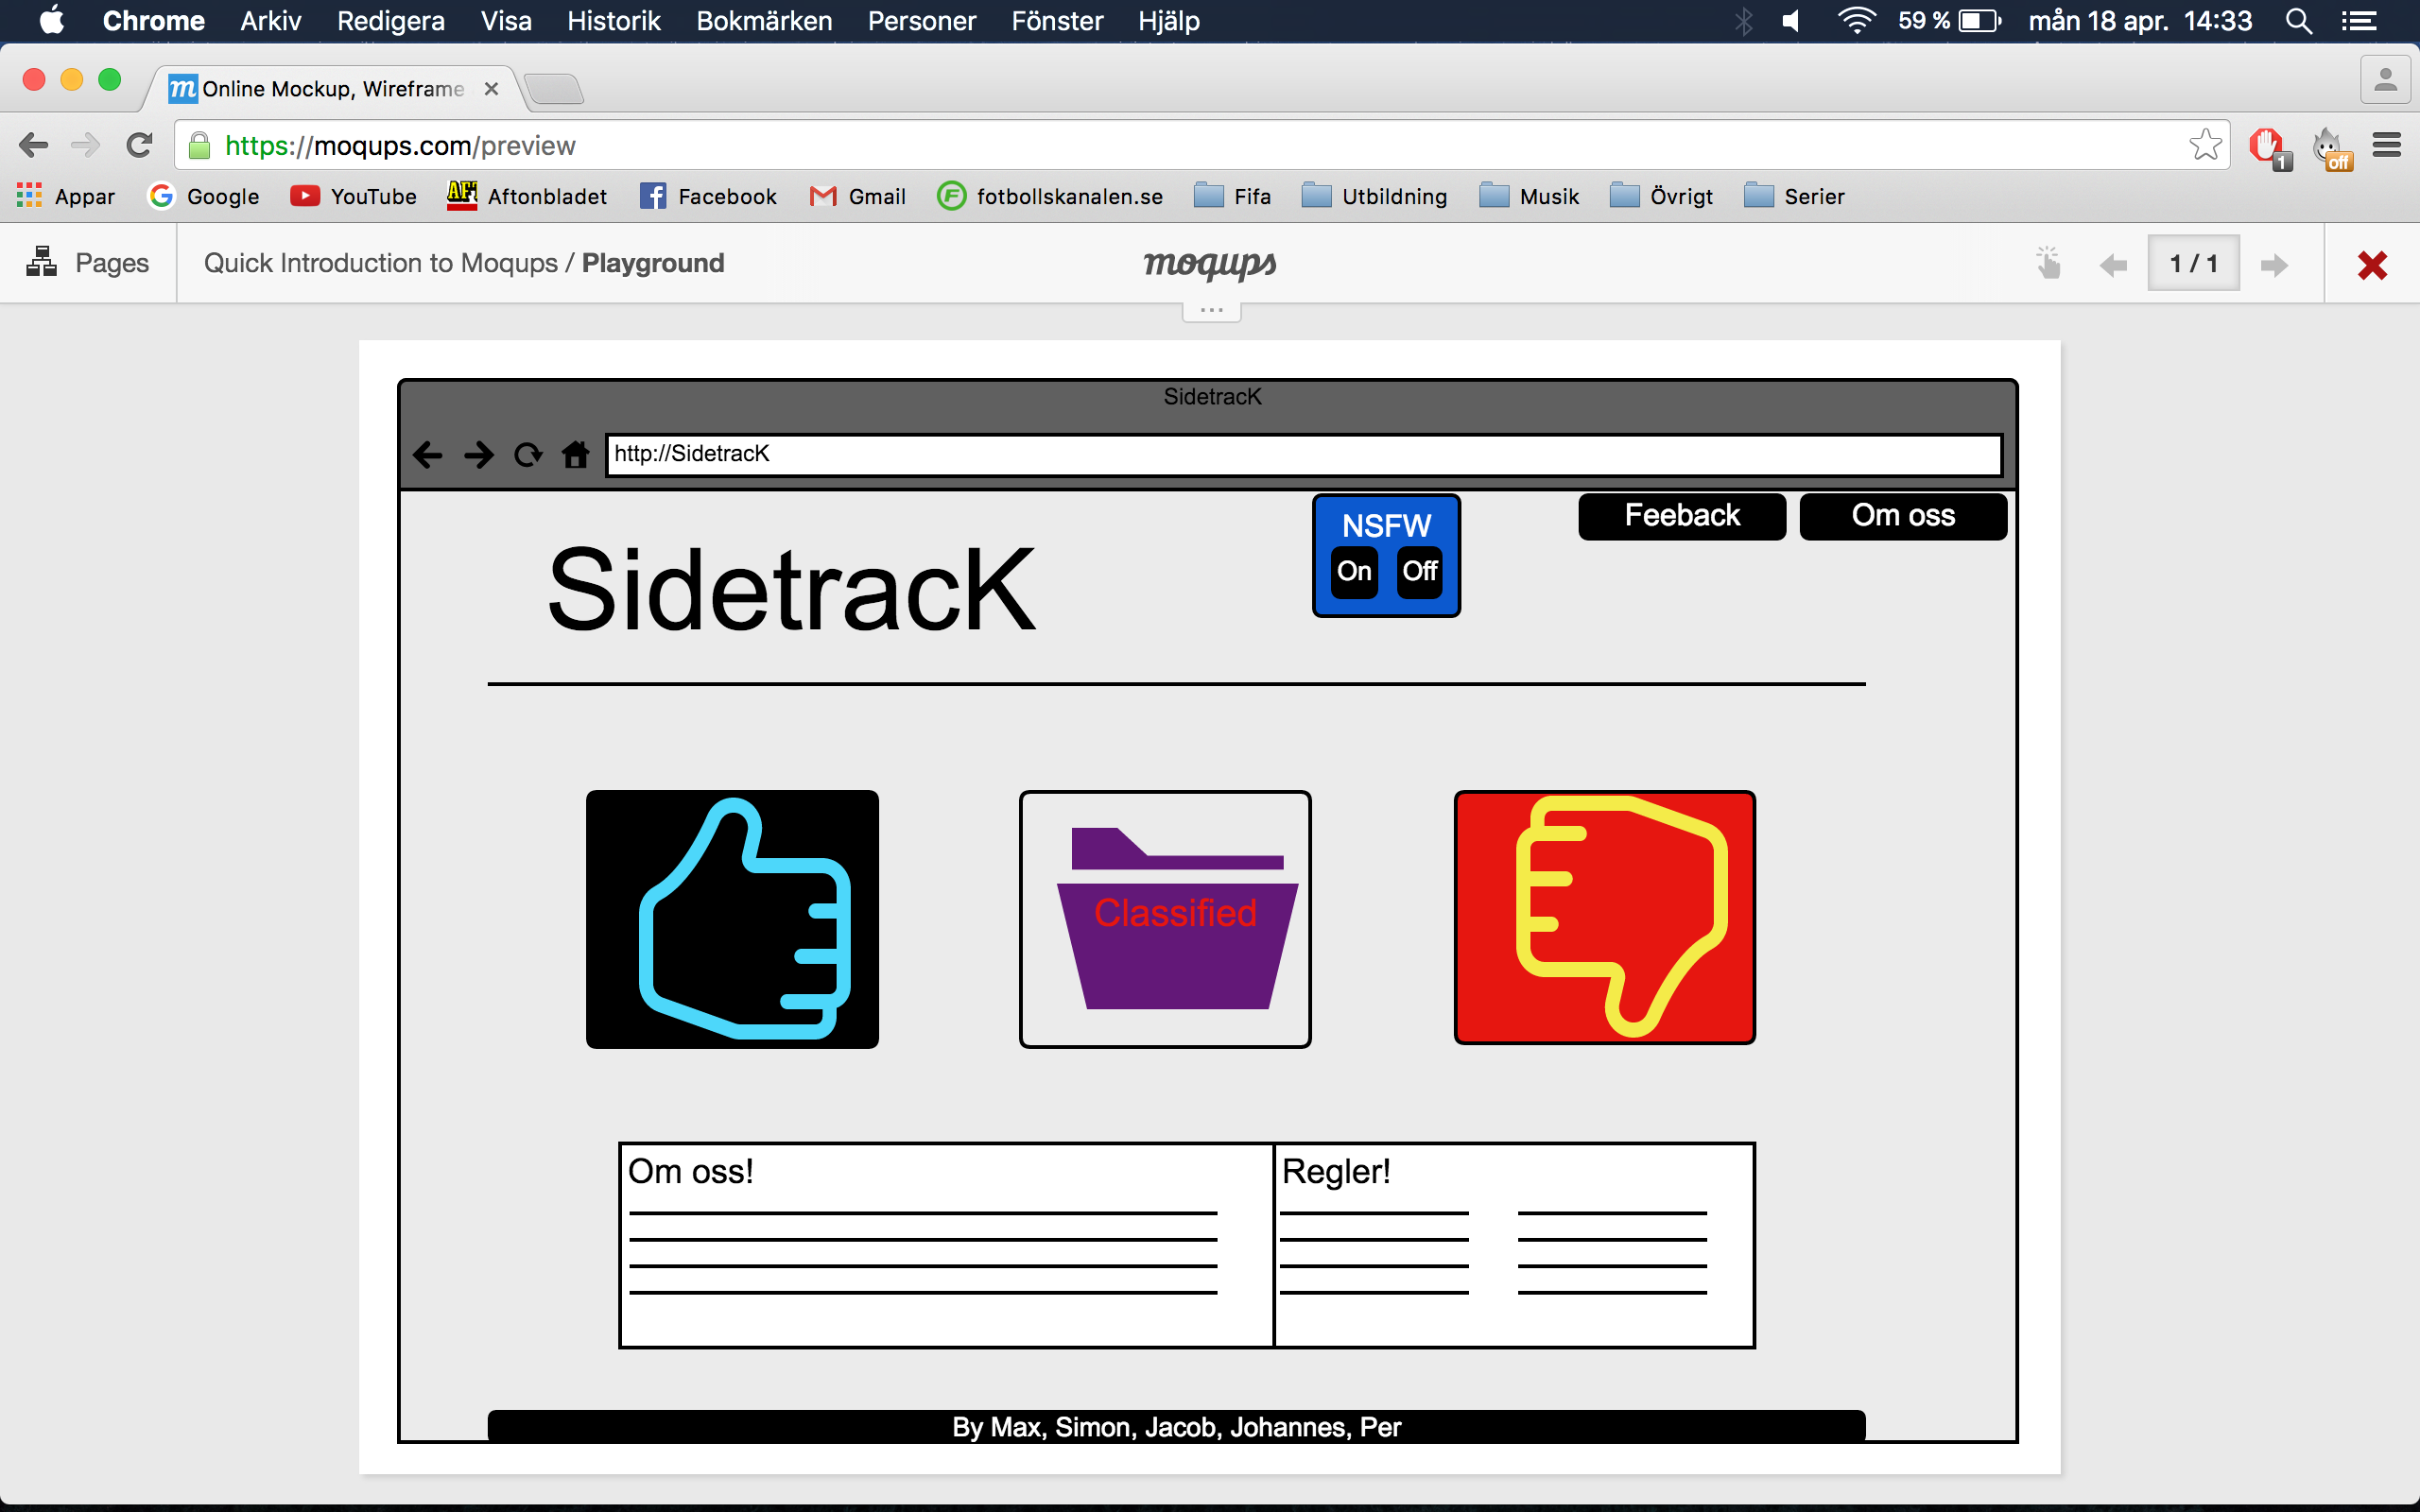 Chrome Arkiv Redigera Visa Historik Bokmärken Personer Fönster Hjälp 59 % mån 18 apr. 14:33
m Online Mockup, Wireframe
https://moqups.com/preview 1 off
Appar Google YouTube Aftonbladet Facebook Gmail fotbollskanalen.se Fifa Utbildning Musik Övrigt Serier
Pages Quick Introduction to Moqups / Playground moqups 1 / 1
...
SidetracK
http://SidetracK
NSFW Feeback Om oss
On Off
SidetracK
Classified
Om oss! Regler!
By Max, Simon, Jacob, Johannes, Per